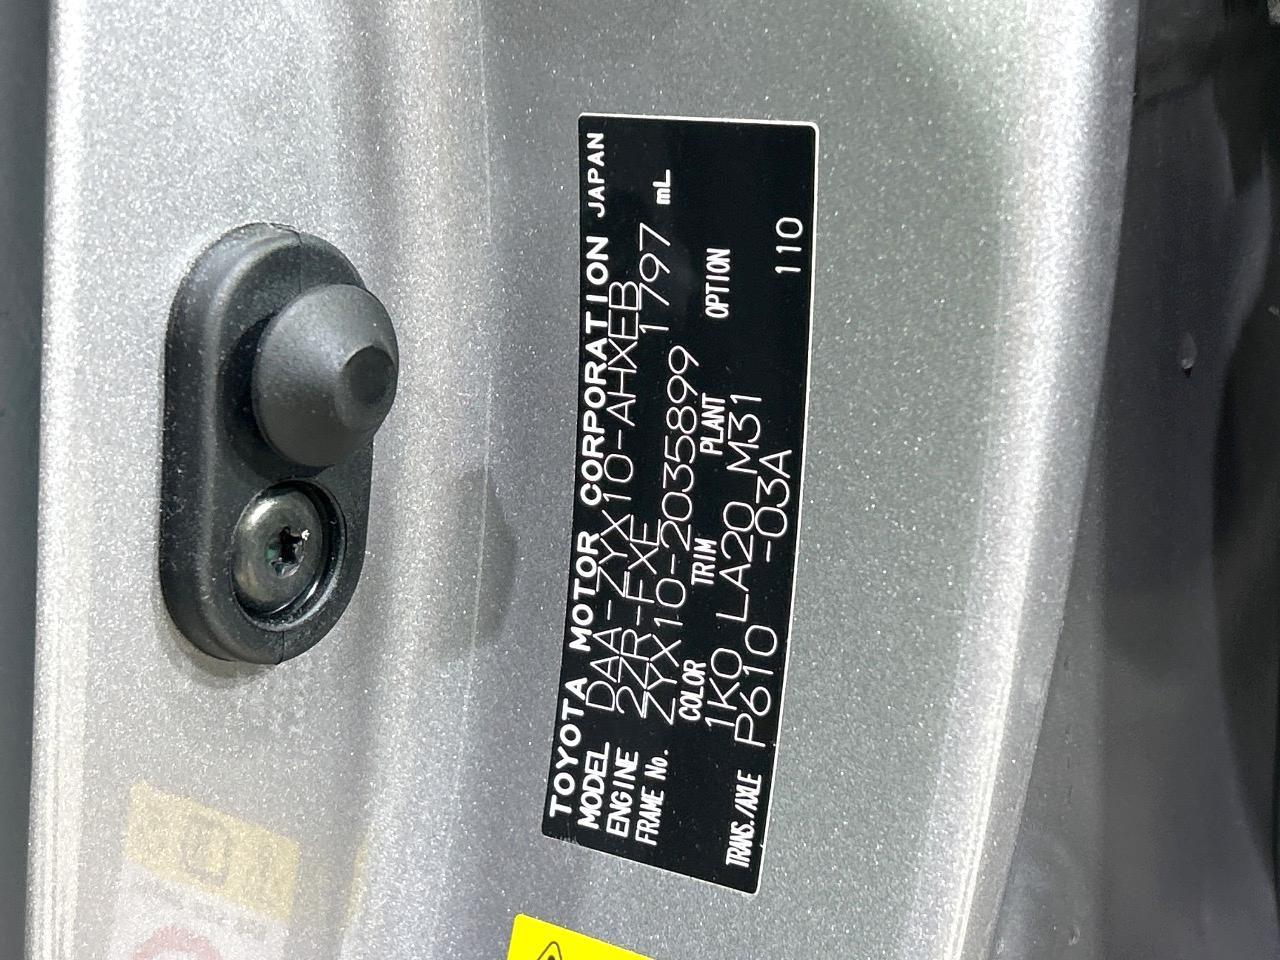 TOYOTA MOTOR CORPORATION JAPAN
MODEL DAA-ZYX10-AHXEB
ENGINE 2ZR-FXE 1797 mL
FRAME No. ZYX10-2035899
COLOR TRIM PLANT OPTION
1K0 LA20 M31
TRANS./AXLE P610 -03A 110